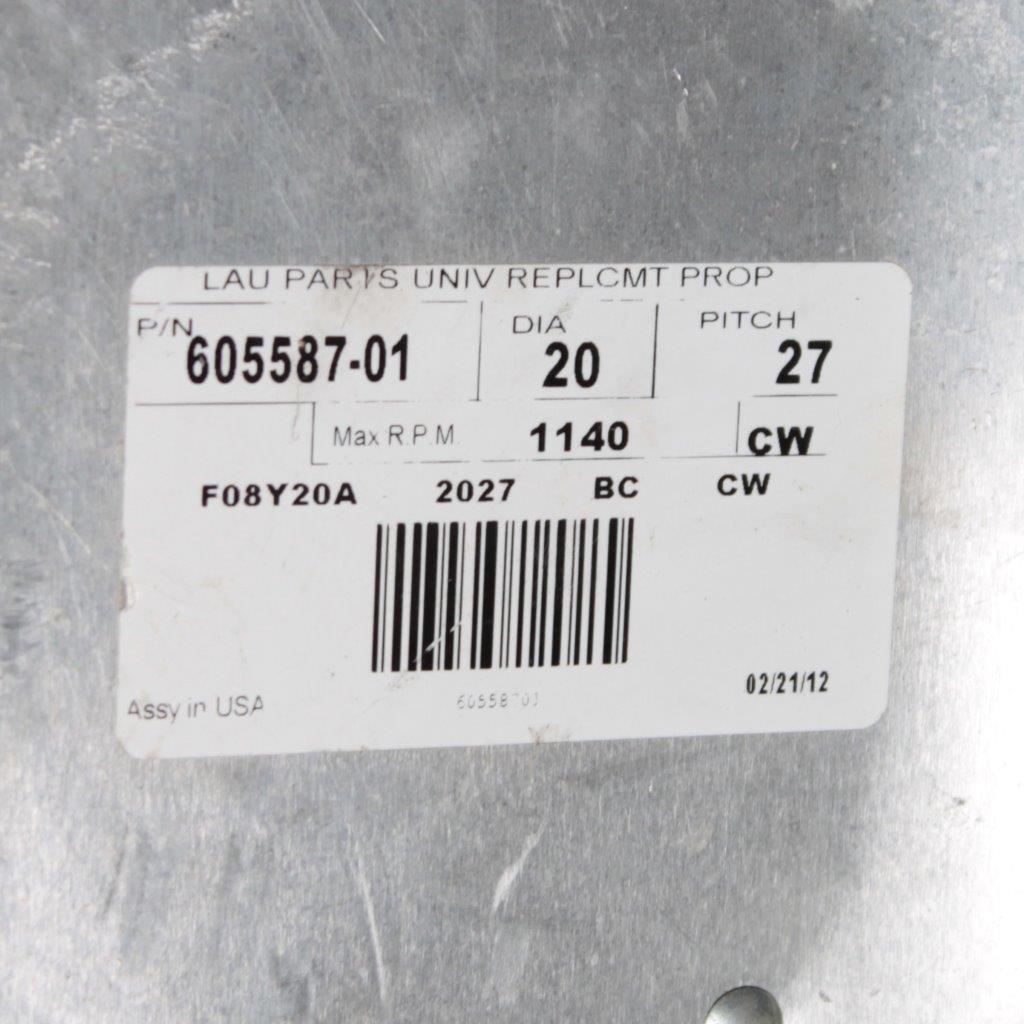 LAU PARTS UNIV REPLCMT PROP
P/N 605587-01 DIA 20 PITCH 27
Max R.P.M. 1140 CW
F08Y20A 2027 BC CW
60558701
Assy in USA 02/21/12